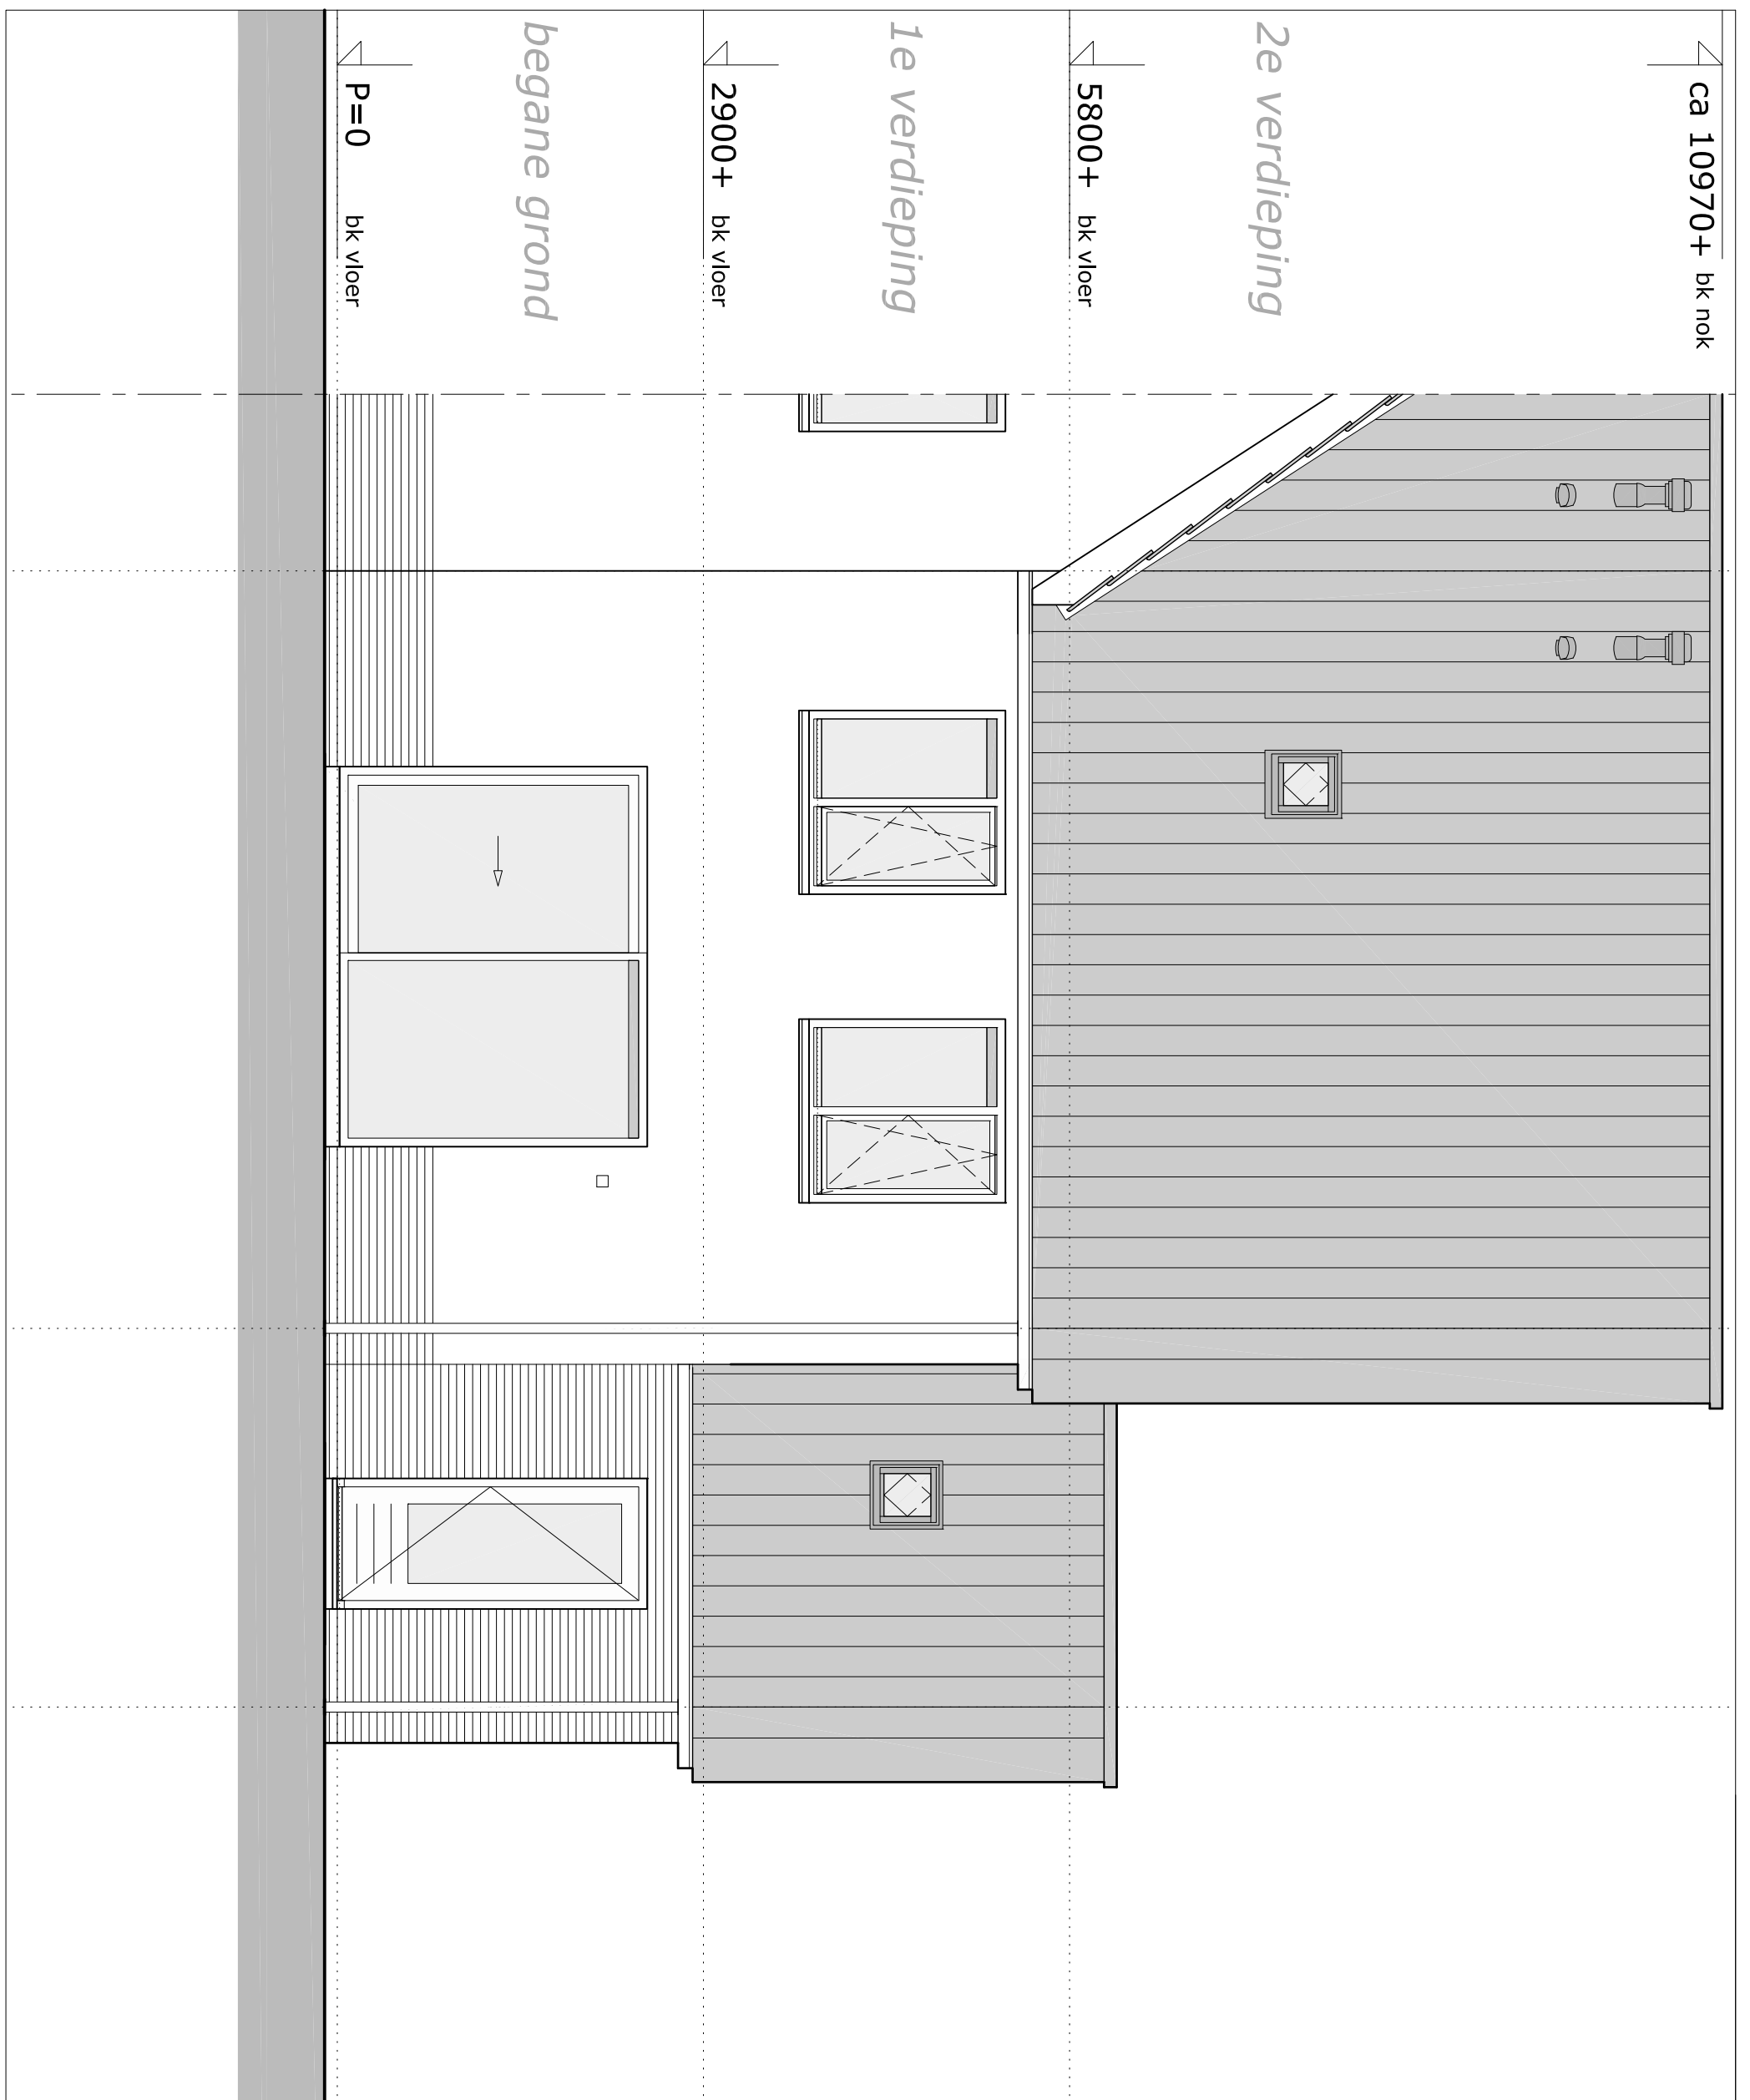 ca 10970+ bk nok
2e verdieping
5800+ bk vloer
1e verdieping
2900+ bk vloer
begane grond
P=0 bk vloer